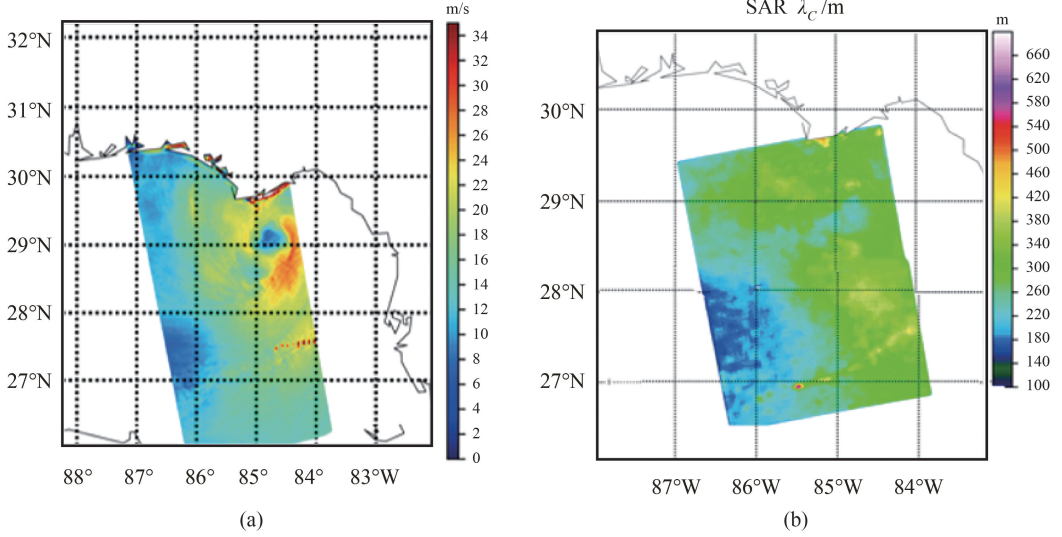 m/s
32°N
31°N
30°N
29°N
28°N
27°N
34
32
30
28
26
24
22
20
18
16
14
12
10
8
6
4
2
0
88° 87° 86° 85° 84° 83°W
(a)
SAR λC /m
m
30°N
29°N
28°N
27°N
660
620
580
540
500
460
420
380
340
300
260
220
180
140
100
87°W 86°W 85°W 84°W
(b)